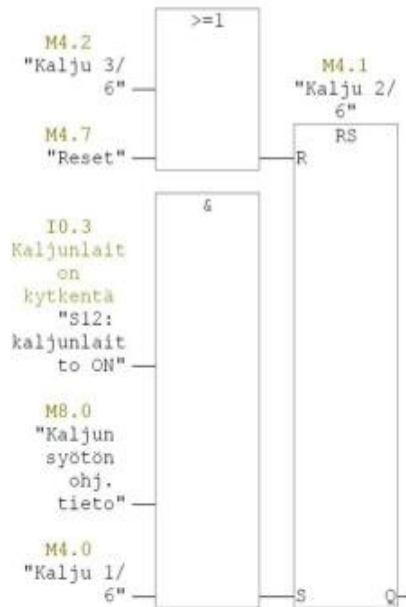 >=1
M4.2
"Kalju 3/
6"
M4.7
"Reset"
M4.1
"Kalju 2/
6"
RS
R
&
I0.3
Kaljunlait
on
kytkentä
"S12:
kaljunlait
to ON"
M8.0
"Kaljun
syötön
ohj.
tieto"
M4.0
"Kalju 1/
6"
S
Q